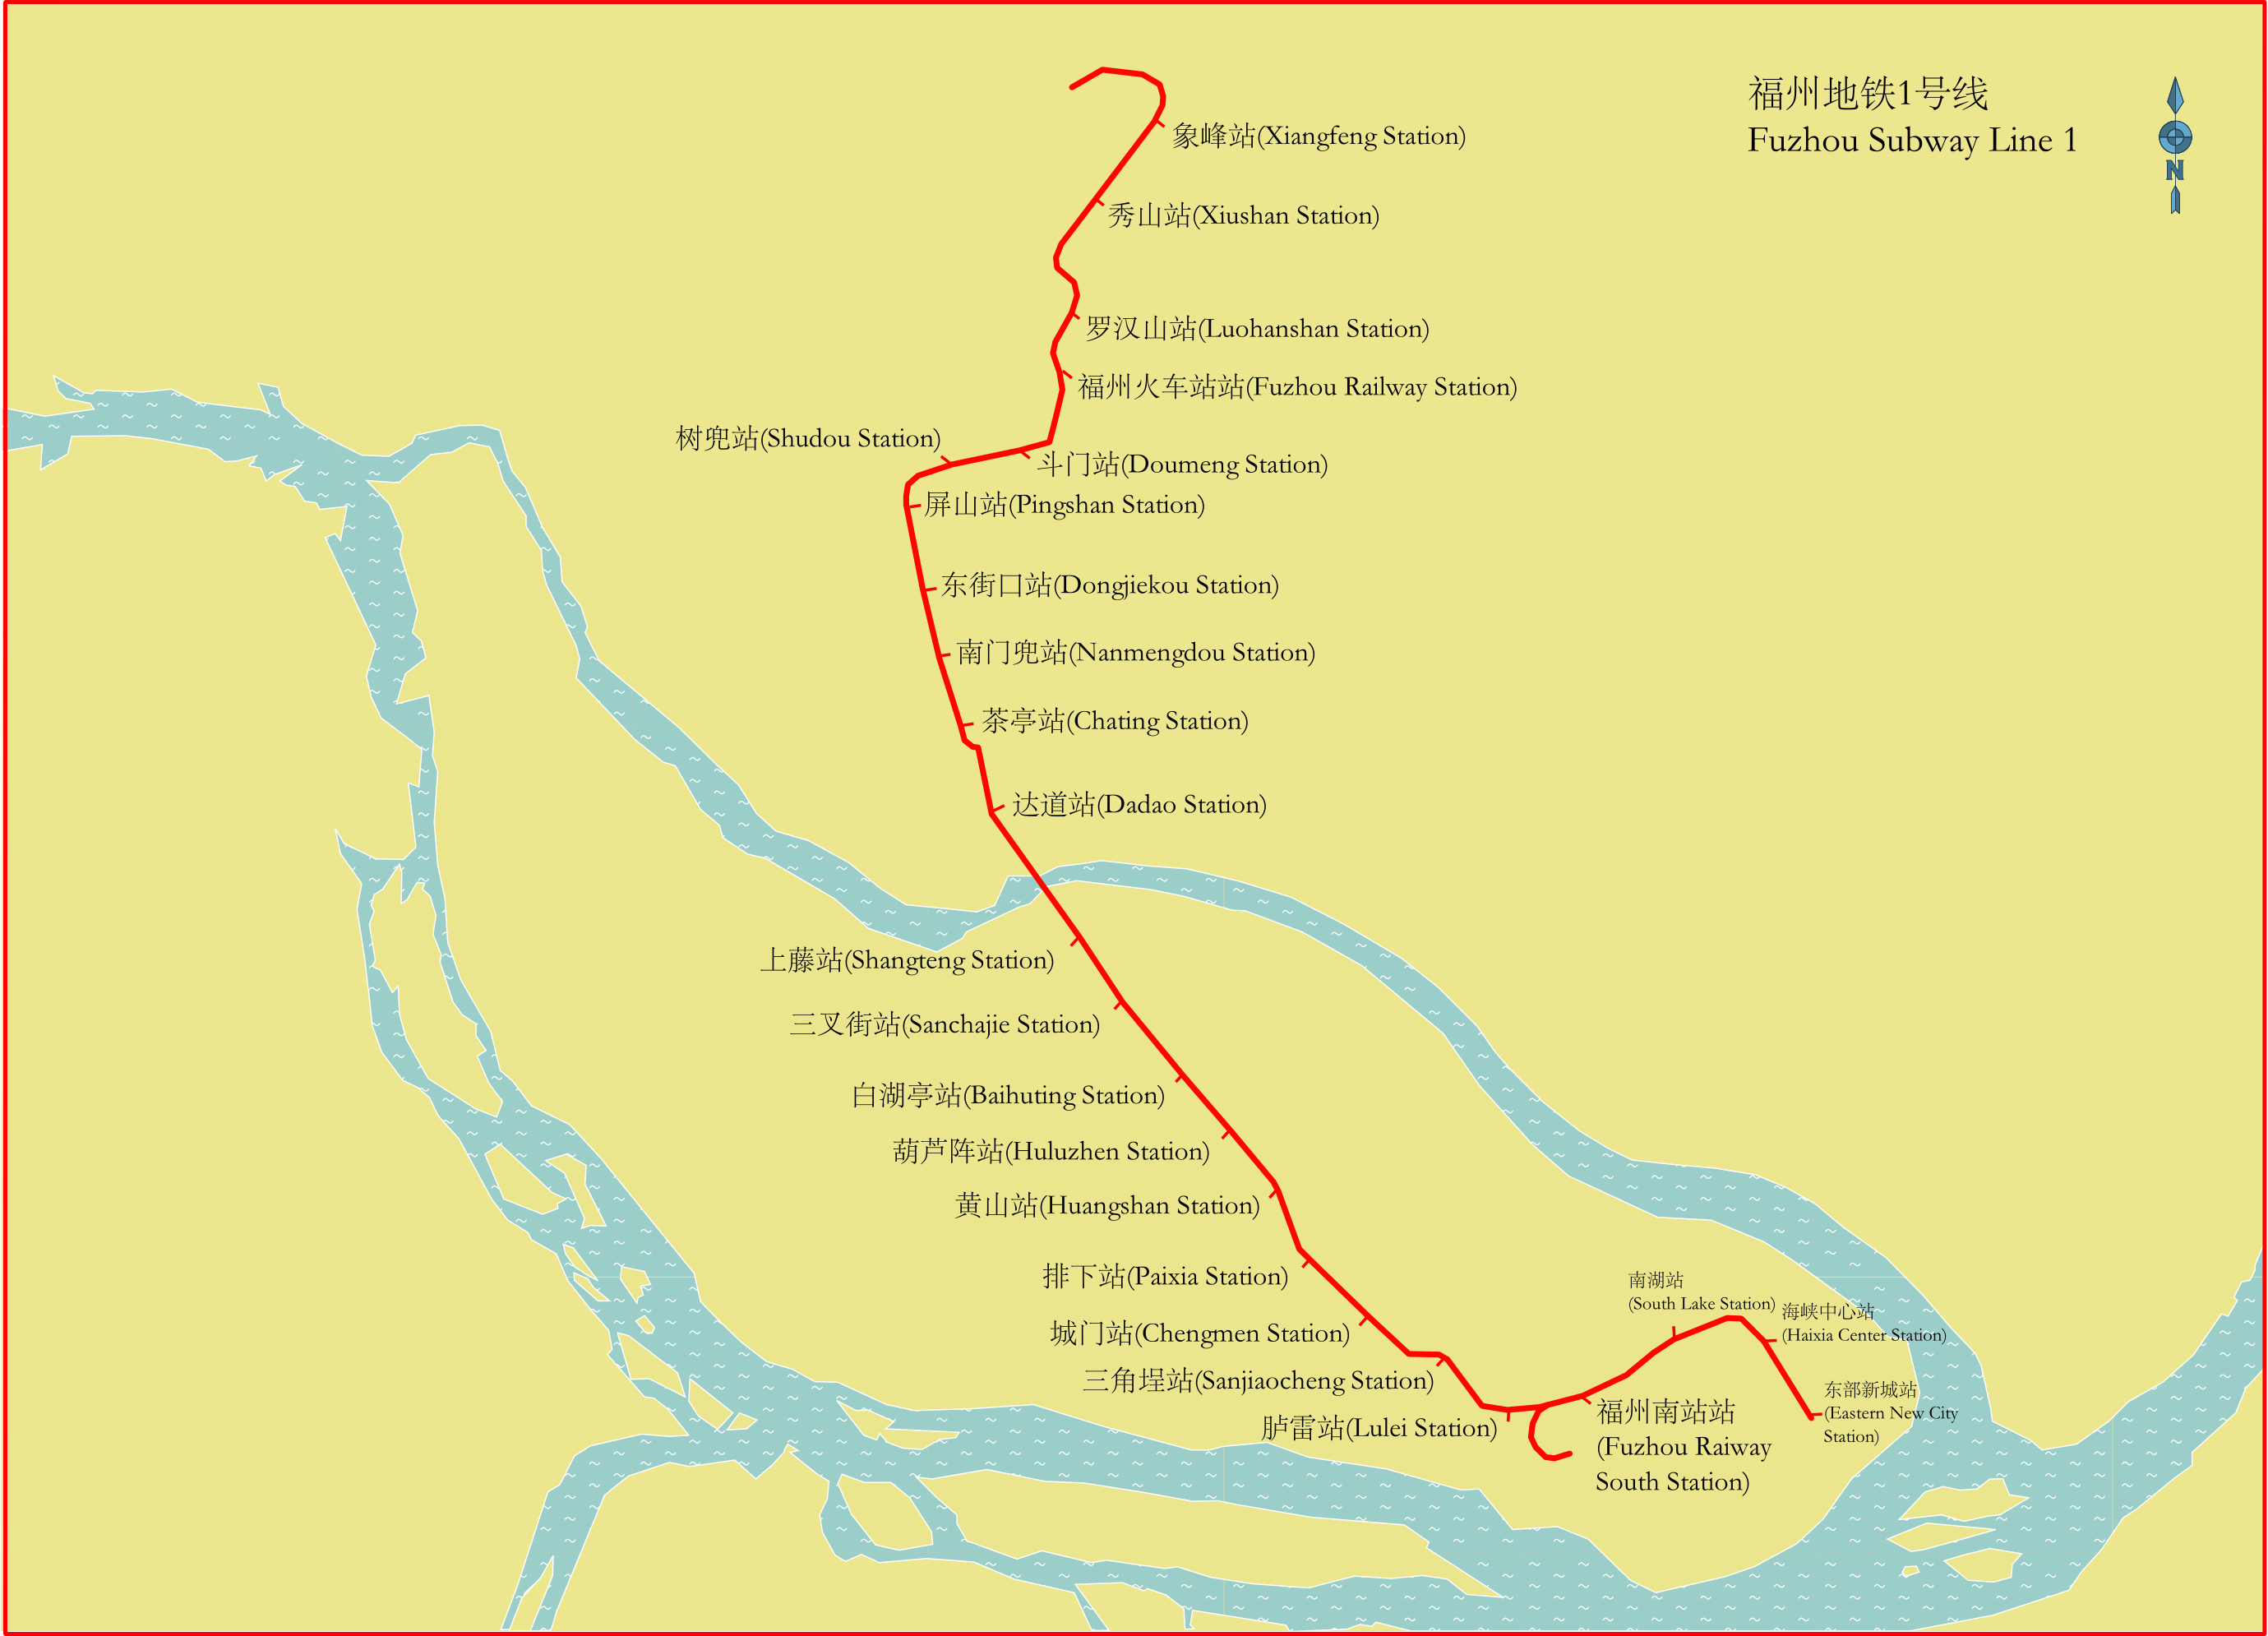 福州地铁1号线
Fuzhou Subway Line 1
N
象峰站(Xiangfeng Station)
秀山站(Xiushan Station)
罗汉山站(Luohanshan Station)
福州火车站站(Fuzhou Railway Station)
树兜站(Shudou Station)
斗门站(Doumeng Station)
屏山站(Pingshan Station)
东街口站(Dongjiekou Station)
南门兜站(Nanmengdou Station)
茶亭站(Chating Station)
达道站(Dadao Station)
上藤站(Shangteng Station)
三叉街站(Sanchajie Station)
白湖亭站(Baihuting Station)
葫芦阵站(Huluzhen Station)
黄山站(Huangshan Station)
排下站(Paixia Station)
城门站(Chengmen Station)
三角埕站(Sanjiaocheng Station)
胪雷站(Lulei Station)
福州南站站
(Fuzhou Raiway
South Station)
南湖站
(South Lake Station)
海峡中心站
(Haixia Center Station)
东部新城站
(Eastern New City
Station)